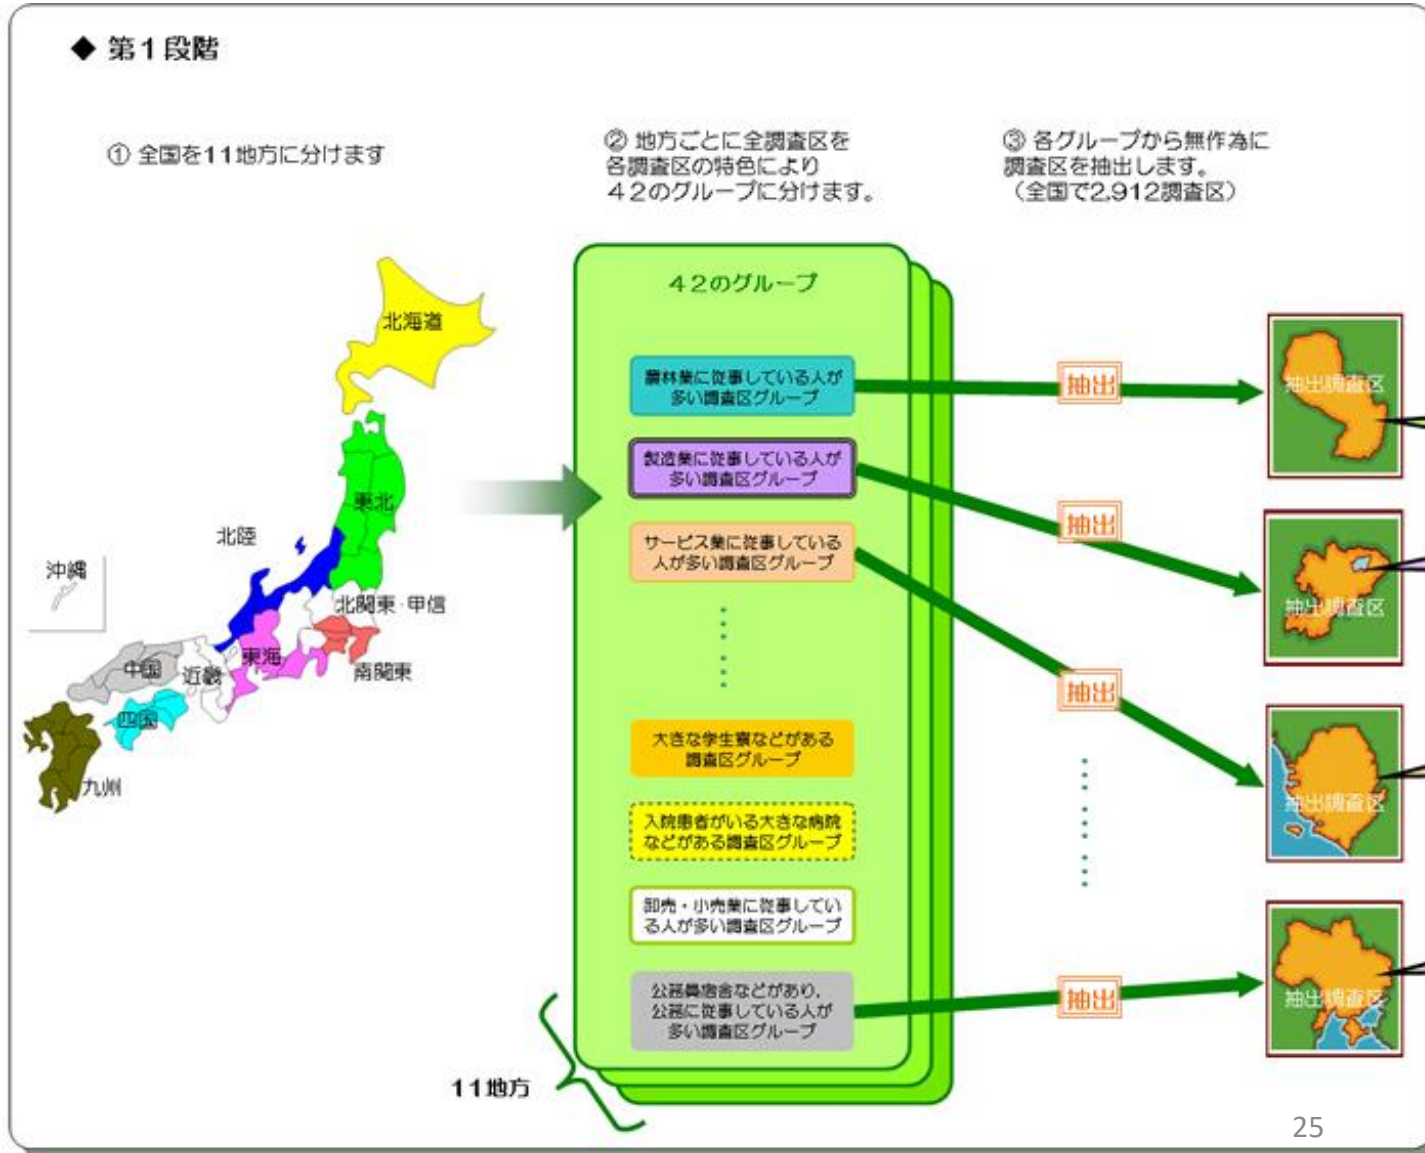 ◆ 第1段階
① 全国を11地方に分けます
② 地方ごとに全調査区を
各調査区の特色により
42のグループに分けます。
③ 各グループから無作為に
調査区を抽出します。
（全国で2,912調査区）
北海道
東北
北陸
沖縄
北関東・甲信
東海
南関東
中国
近畿
四国
九州
42のグループ
農林業に従事している人が
多い調査区グループ
製造業に従事している人が
多い調査区グループ
サービス業に従事している
人が多い調査区グループ
大きな学生寮などがある
調査区グループ
入院患者がいる大きな病院
などがある調査区グループ
卸売・小売業に従事してい
る人が多い調査区グループ
公務員宿舎などがあり，
公務に従事している人が
多い調査区グループ
11地方
抽出
抽出
抽出
抽出
抽出調査区
抽出調査区
抽出調査区
抽出調査区
25